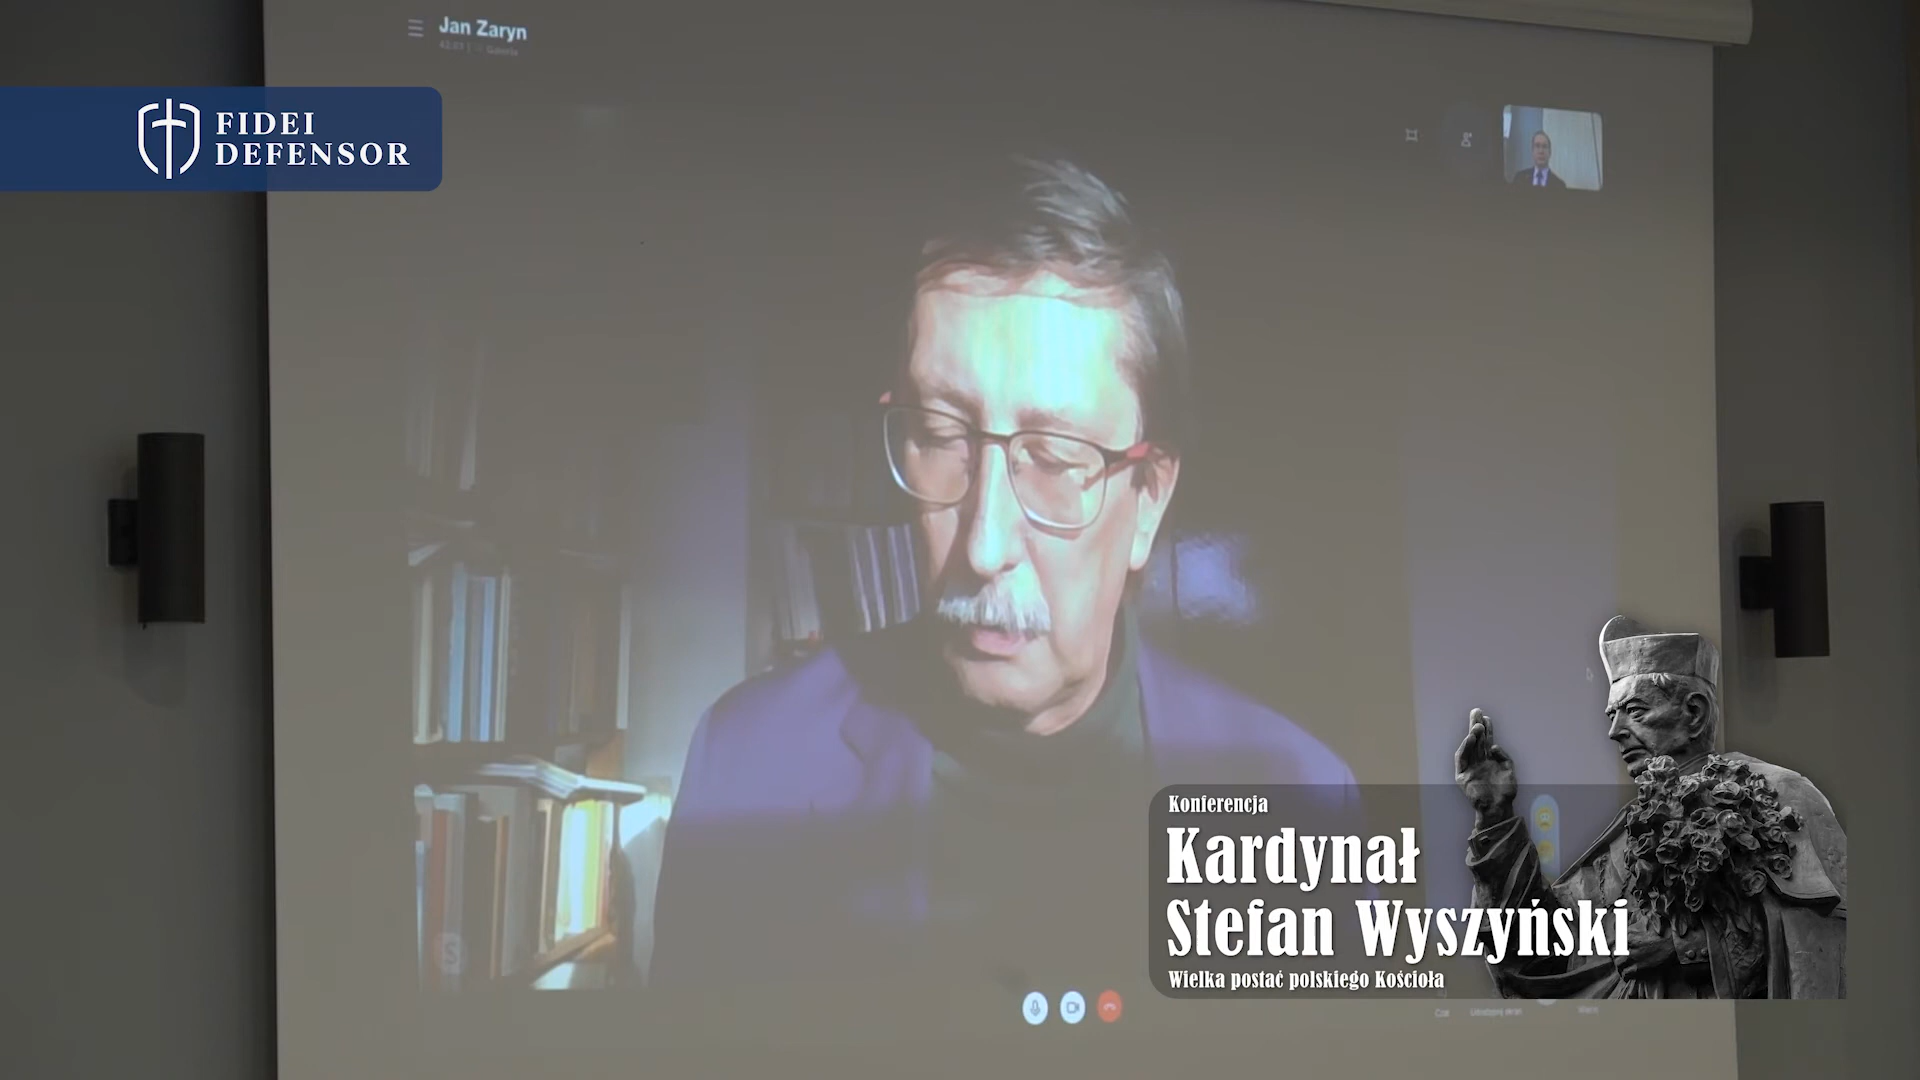 Jan Zaryn
FIDEI
DEFENSOR
Konferencja
Kardynał
Stefan Wyszyński
Wielka postać polskiego Kościoła